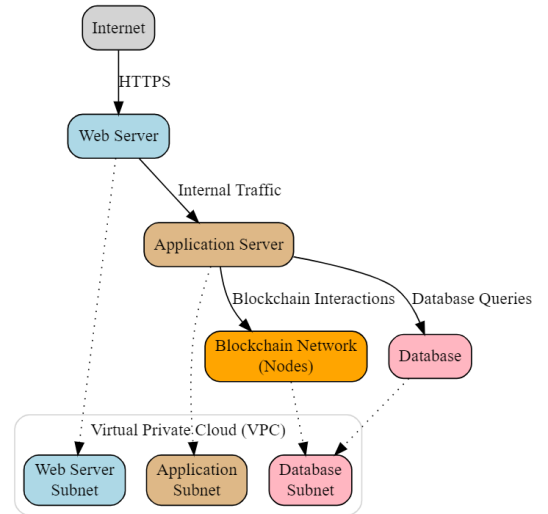 Internet
HTTPS
Web Server
Internal Traffic
Application Server
Blockchain Interactions
Database Queries
Blockchain Network
(Nodes)
Database
Virtual Private Cloud (VPC)
Web Server
Subnet
Application
Subnet
Database
Subnet